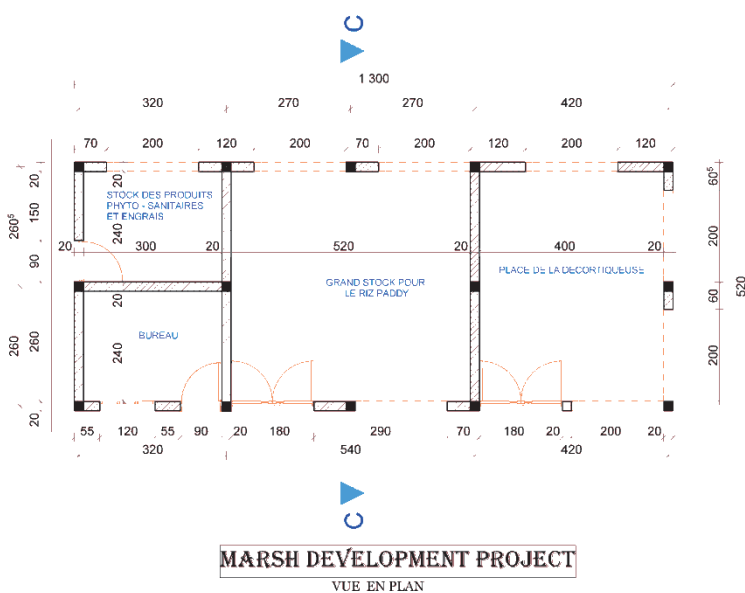 C
1 300
320 270 270 420
70 200 120 200 70 200 120 200 120
20
150
260⁵
20
STOCK DES PRODUITS
PHYTO - SANITAIRES
ET ENGRAIS
240
60⁵
200
20 300 20 520 20 400 20
90
GRAND STOCK POUR
LE RIZ PADDY
PLACE DE LA DECORTIQUEUSE
520
20
60
BUREAU
260
260
240
200
20
55 120 55 90 20 180 290 70 180 20 200 20
320 540 420
C
MARSH DEVELOPMENT PROJECT
VUE EN PLAN